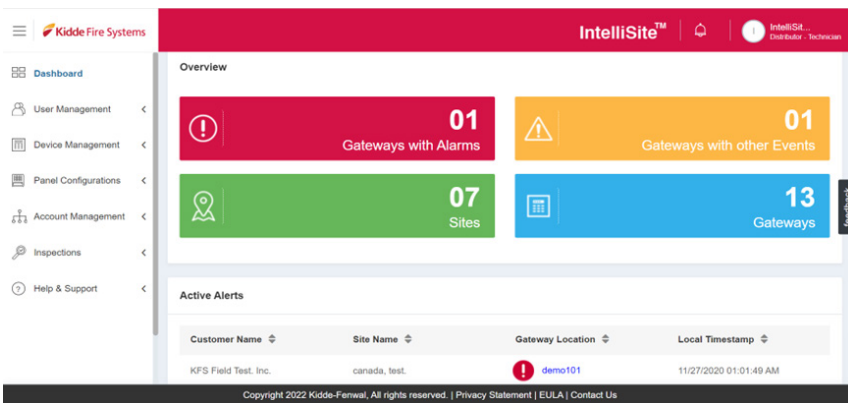 Kidde Fire Systems
IntelliSite™
IntelliSit...
Distributor - Technician
Dashboard
User Management
Device Management
Panel Configurations
Account Management
Inspections
Help & Support
Overview
01
Gateways with Alarms
01
Gateways with other Events
07
Sites
13
Gateways
feedback
Active Alerts
Customer Name Site Name Gateway Location Local Timestamp
KFS Field Test. Inc. canada, test. demo101 11/27/2020 01:01:49 AM
Copyright 2022 Kidde-Fenwal, All rights reserved. | Privacy Statement | EULA | Contact Us